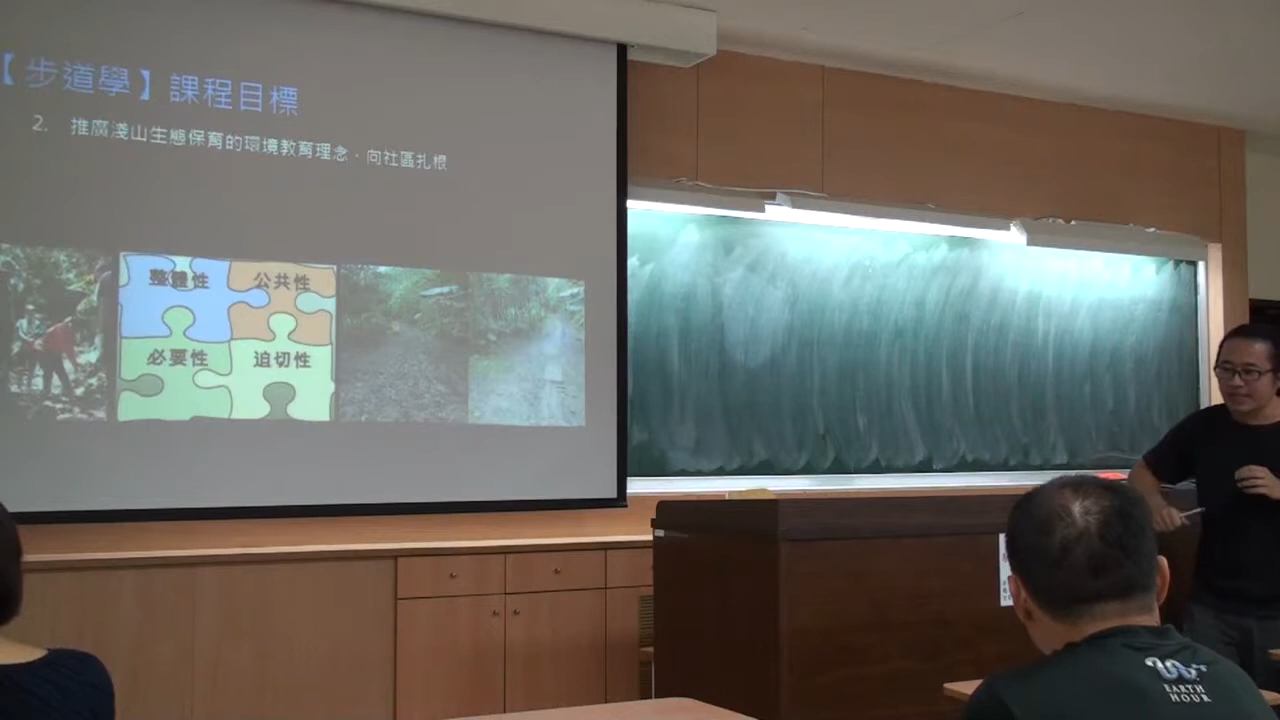 【步道學】課程目標
2. 推廣淺山生態保育的環境教育理念，向社區扎根
整體性 公共性
必要性 迫切性
EARTH
HOUR